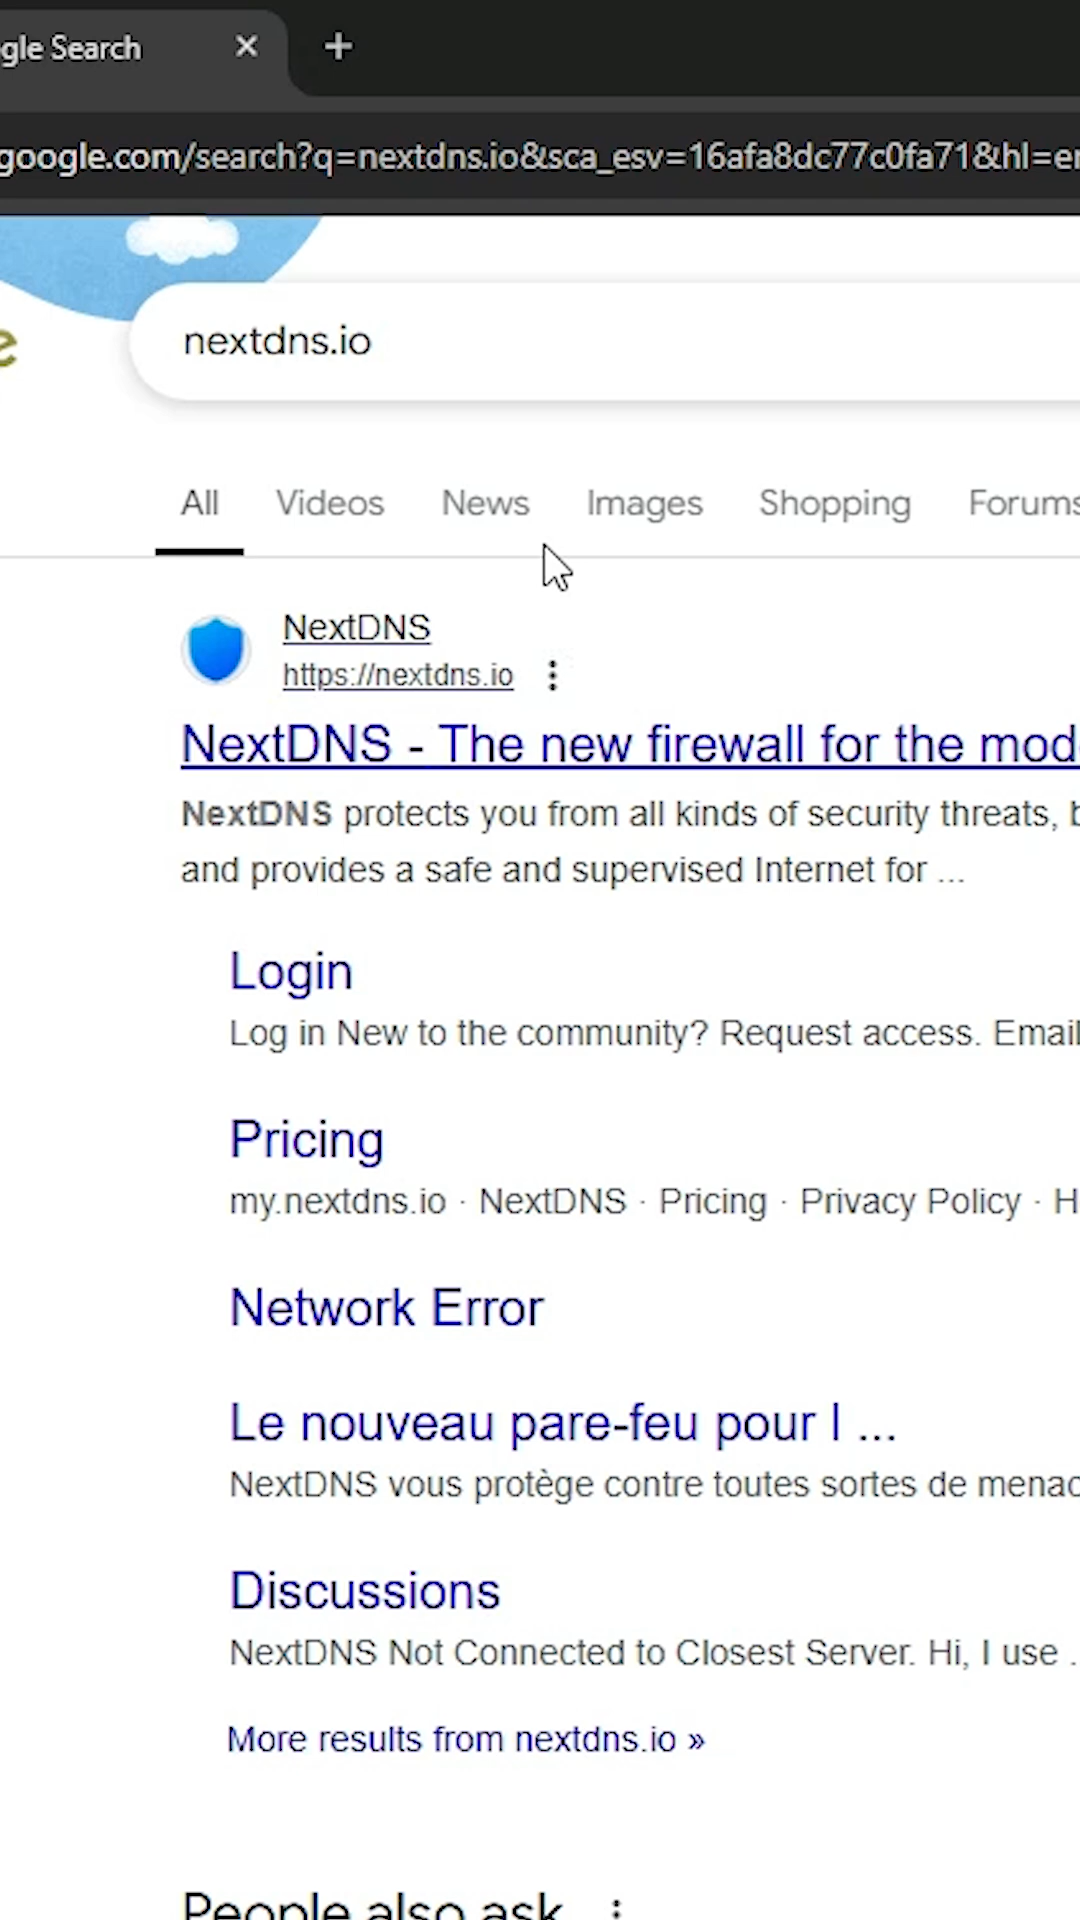 gle Search
google.com/search?q=nextdns.io&sca_esv=16afa8dc77c0fa71&hl=en
nextdns.io
All Videos News Images Shopping Forums
NextDNS
https://nextdns.io
NextDNS - The new firewall for the mod
NextDNS protects you from all kinds of security threats,
and provides a safe and supervised Internet for ...
Login
Log in New to the community? Request access. Email
Pricing
my.nextdns.io · NextDNS · Pricing · Privacy Policy · H
Network Error
Le nouveau pare-feu pour l ...
NextDNS vous protège contre toutes sortes de menac
Discussions
NextDNS Not Connected to Closest Server. Hi, I use .
More results from nextdns.io »
People also ask